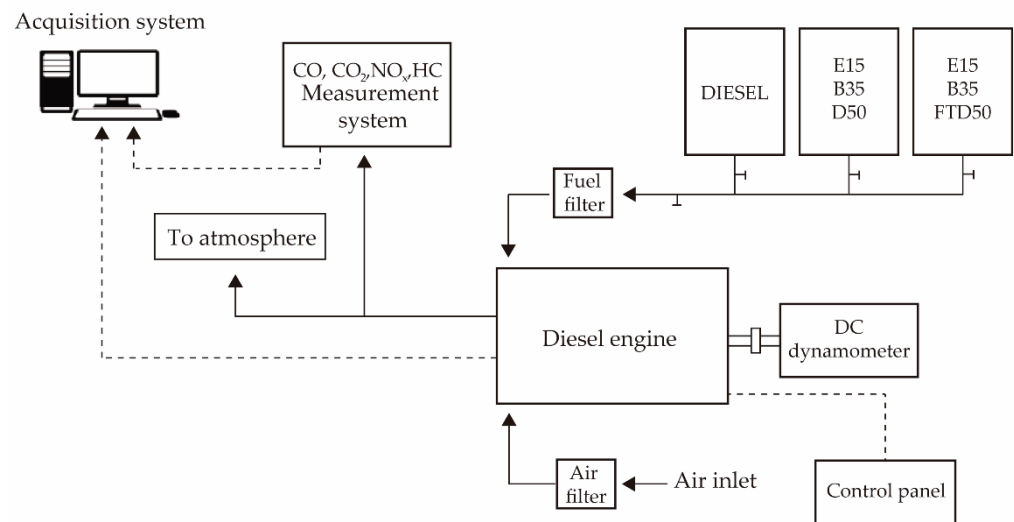 Acquisition system
CO, CO2,NOx,HC
Measurement
system
DIESEL
E15
B35
D50
E15
B35
FTD50
Fuel
filter
To atmosphere
Diesel engine
DC
dynamometer
Air
filter
Air inlet
Control panel